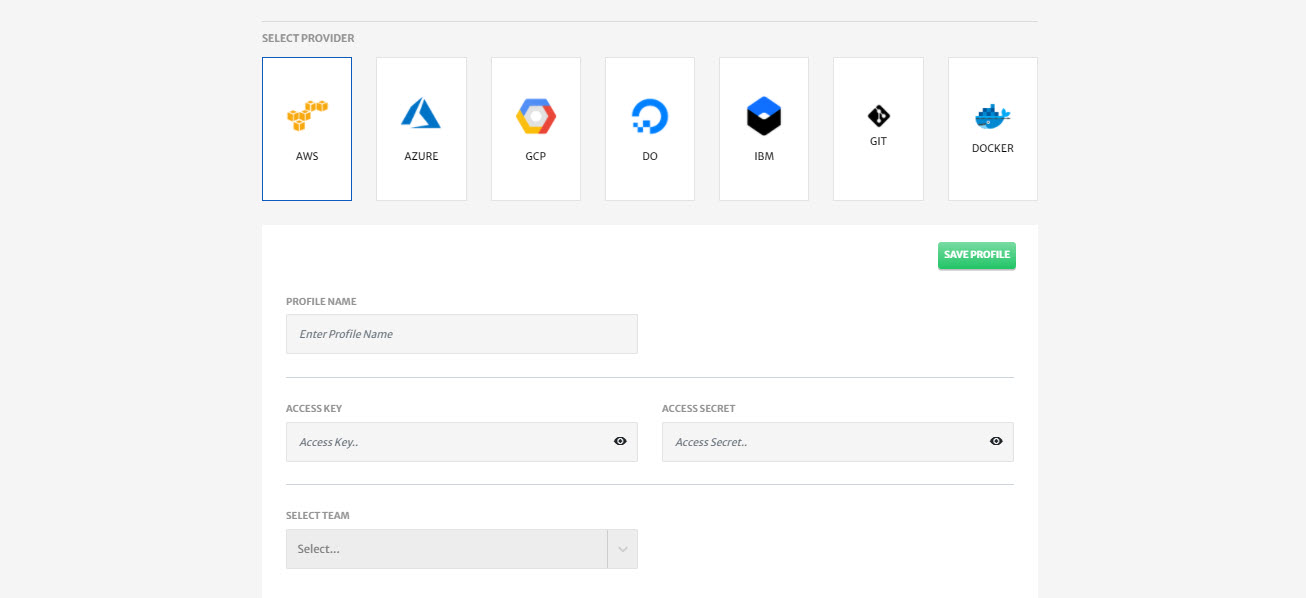 SELECT PROVIDER
AWS
AZURE
GCP
DO
IBM
GIT
DOCKER
SAVE PROFILE
PROFILE NAME
Enter Profile Name
ACCESS KEY
ACCESS SECRET
Access Key..
Access Secret..
SELECT TEAM
Select...